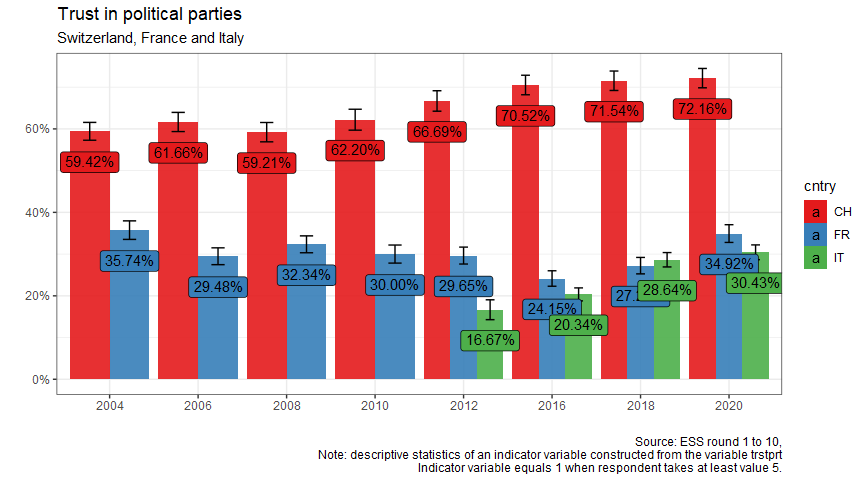 Trust in political parties
Switzerland, France and Italy
60%
40%
20%
0%
59.42%
35.74%
61.66%
29.48%
59.21%
32.34%
62.20%
30.00%
66.69%
29.65%
16.67%
70.52%
24.15%
20.34%
71.54%
28.64%
72.16%
34.92%
30.43%
2004 2006 2008 2010 2012 2016 2018 2020
cntry
a CH
a FR
a IT
Source: ESS round 1 to 10,
Note: descriptive statistics of an indicator variable constructed from the variable trstprt
Indicator variable equals 1 when respondent takes at least value 5.